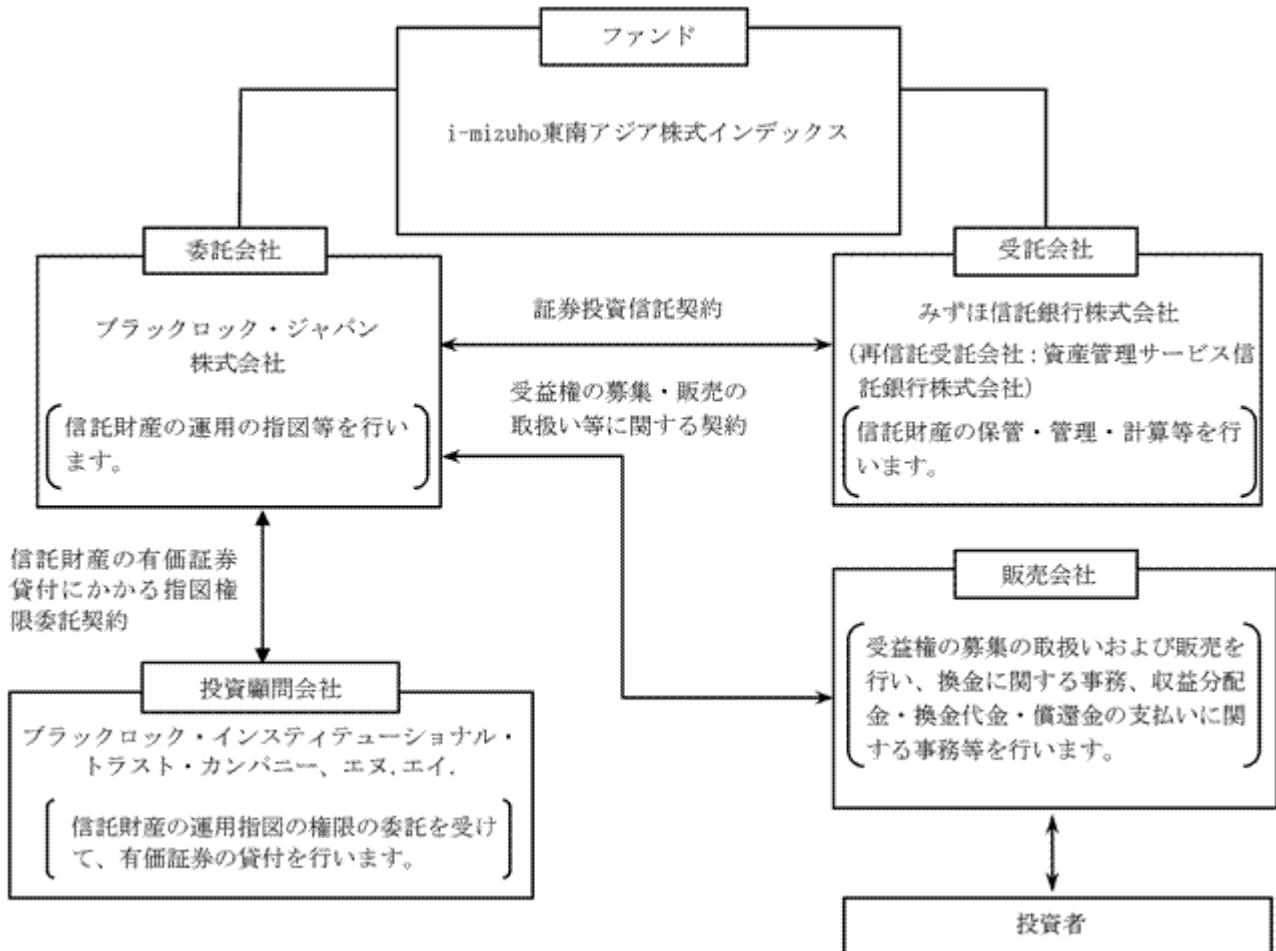 ファンド
i-mizuho東南アジア株式インデックス
委託会社
ブラックロック・ジャパン
株式会社
信託財産の運用の指図等を行い
ます。
証券投資信託契約
受益権の募集・販売の
取扱い等に関する契約
受託会社
みずほ信託銀行株式会社
(再信託受託会社:資産管理サービス信
託銀行株式会社)
信託財産の保管・管理・計算等を行
います。
信託財産の有価証券
貸付にかかる指図権
限委託契約
投資顧問会社
ブラックロック・インスティテューショナル・
トラスト・カンパニー、エヌ.エイ.
信託財産の運用指図の権限の委託を受け
て、有価証券の貸付を行います。
販売会社
受益権の募集の取扱いおよび販売を
行い、換金に関する事務、収益分配
金・換金代金・償還金の支払いに関
する事務等を行います。
投資者